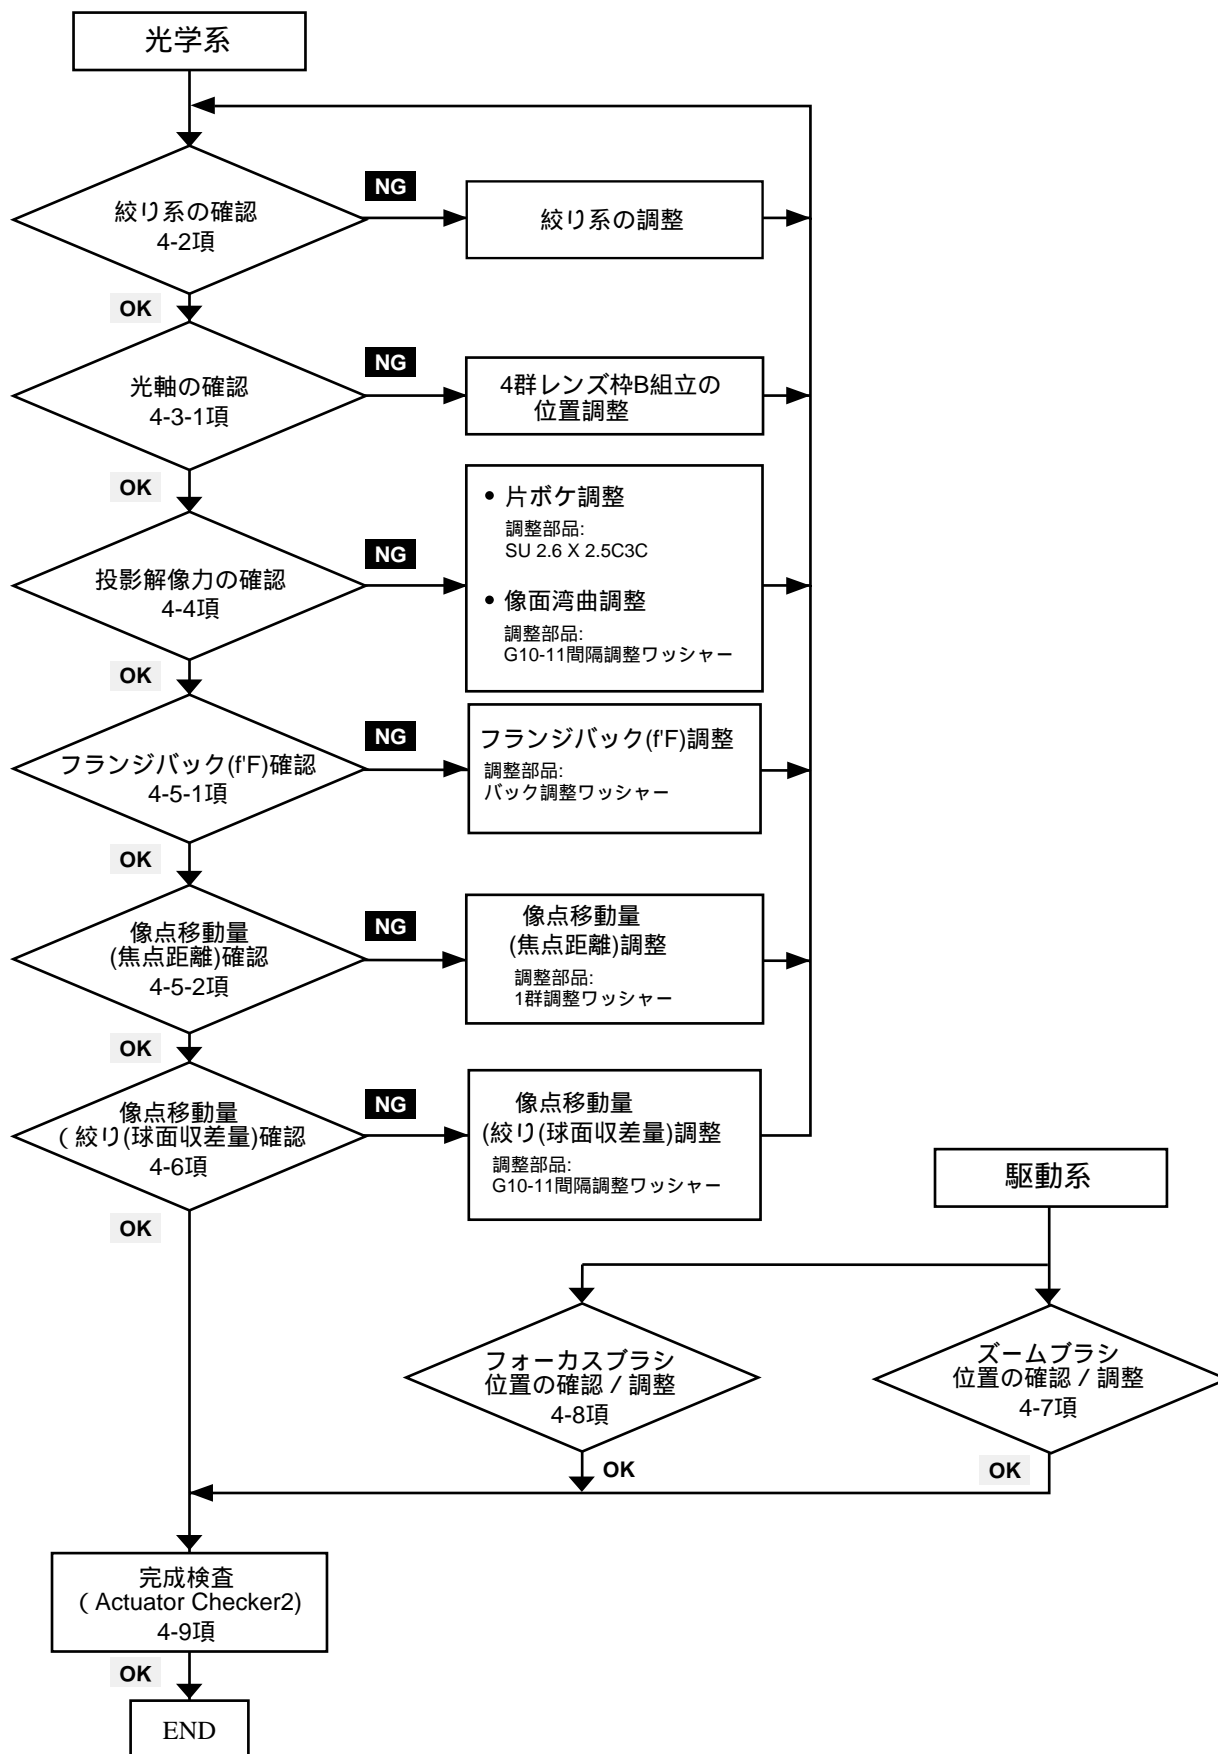 光学系
絞り系の確認
4-2項
NG
絞り系の調整
OK
光軸の確認
4-3-1項
NG
4群レンズ枠B組立の
位置調整
OK
投影解像力の確認
4-4項
NG
• 片ボケ調整
調整部品:
SU 2.6 X 2.5C3C
• 像面湾曲調整
調整部品:
G10-11間隔調整ワッシャー
OK
フランジバック(f'F)確認
4-5-1項
NG
フランジバック(f'F)調整
調整部品:
バック調整ワッシャー
OK
像点移動量
(焦点距離)確認
4-5-2項
NG
像点移動量
(焦点距離)調整
調整部品:
1群調整ワッシャー
OK
像点移動量
(絞り(球面収差量)確認
4-6項
NG
像点移動量
(絞り(球面収差量)調整
調整部品:
G10-11間隔調整ワッシャー
OK
駆動系
フォーカスブラシ
位置の確認/調整
4-8項
OK
ズームブラシ
位置の確認/調整
4-7項
OK
完成検査
(Actuator Checker2)
4-9項
OK
END